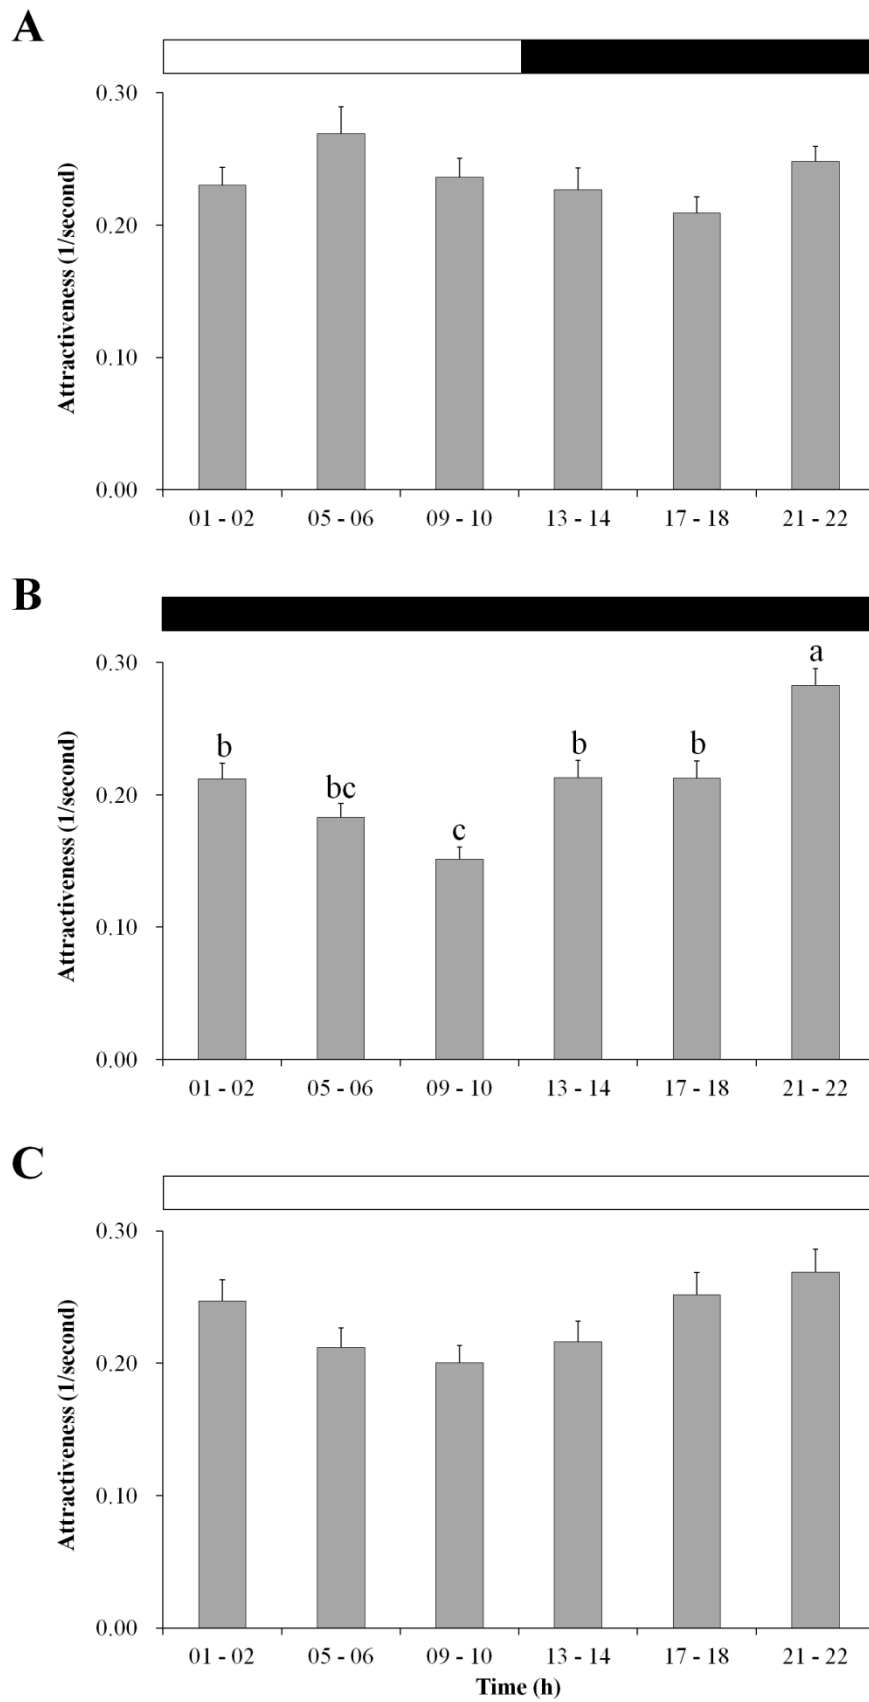 A
Attractiveness (1/second)
0.30
0.20
0.10
0.00
01 - 02 05 - 06 09 - 10 13 - 14 17 - 18 21 - 22
B
Attractiveness (1/second)
0.30
0.20
0.10
0.00
b bc c b b a
01 - 02 05 - 06 09 - 10 13 - 14 17 - 18 21 - 22
C
Attractiveness (1/second)
0.30
0.20
0.10
0.00
01 - 02 05 - 06 09 - 10 13 - 14 17 - 18 21 - 22
Time (h)